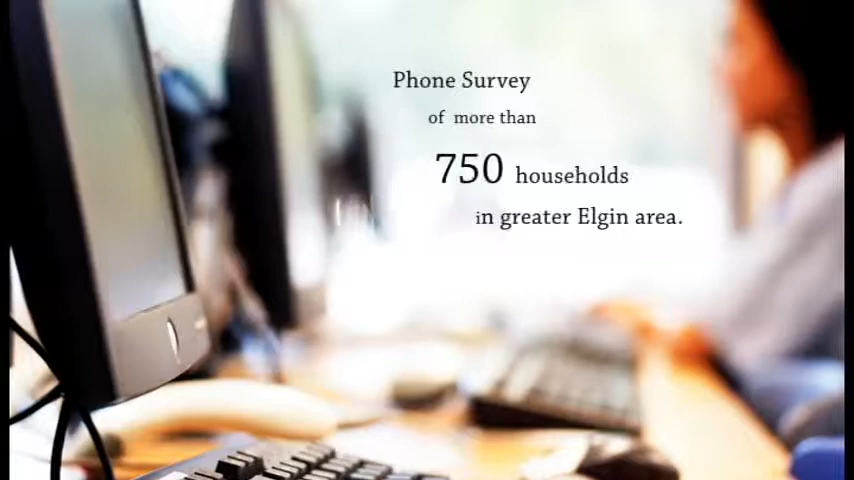 Phone Survey
of more than
750 households
in greater Elgin area.